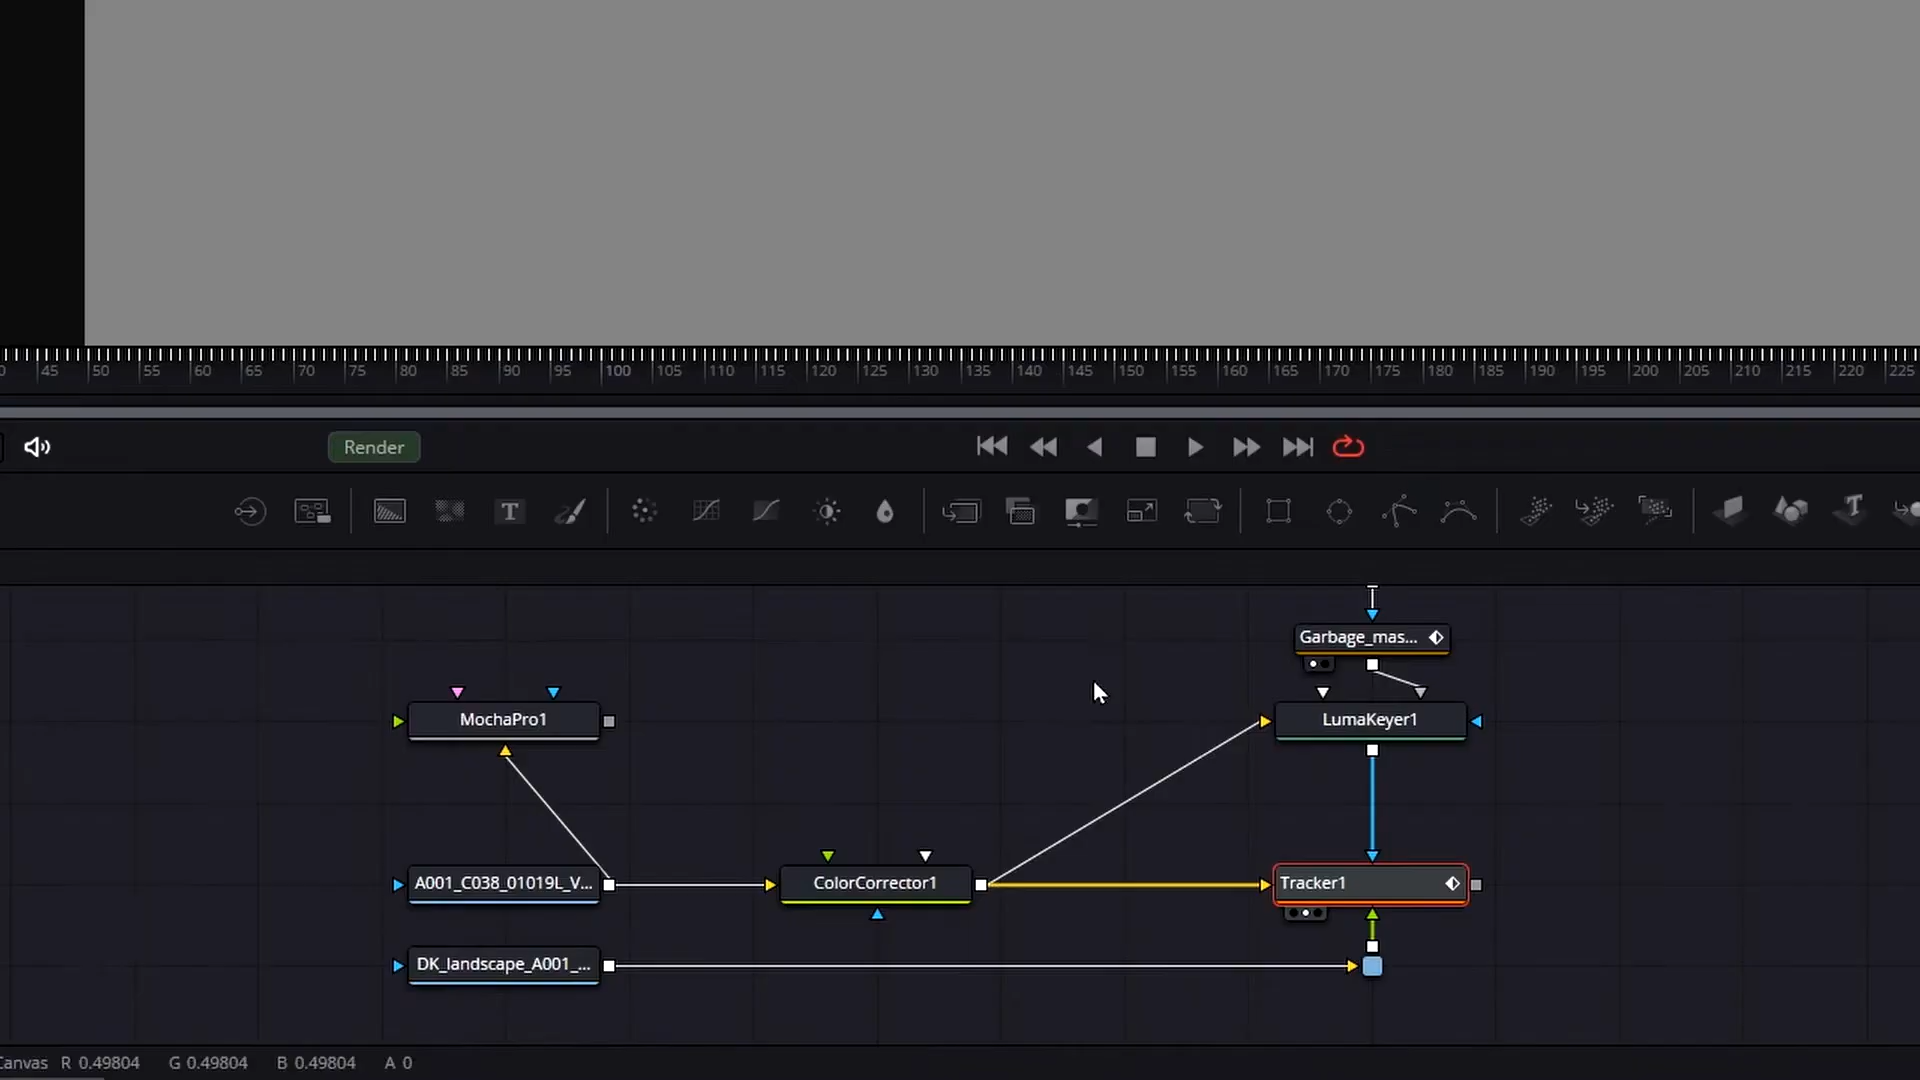 45 50 55 60 65 70 75 80 85 90 95 100 105 110 115 120 125 130 135 140 145 150 155 160 165 170 175 180 185 190 195 200 205 210 215 220 225
Render
T
T
Garbage_mas...
MochaPro1
LumaKeyer1
A001_C038_01019L_V...
ColorCorrector1
Tracker1
DK_landscape_A001_...
Canvas R 0.49804 G 0.49804 B 0.49804 A 0